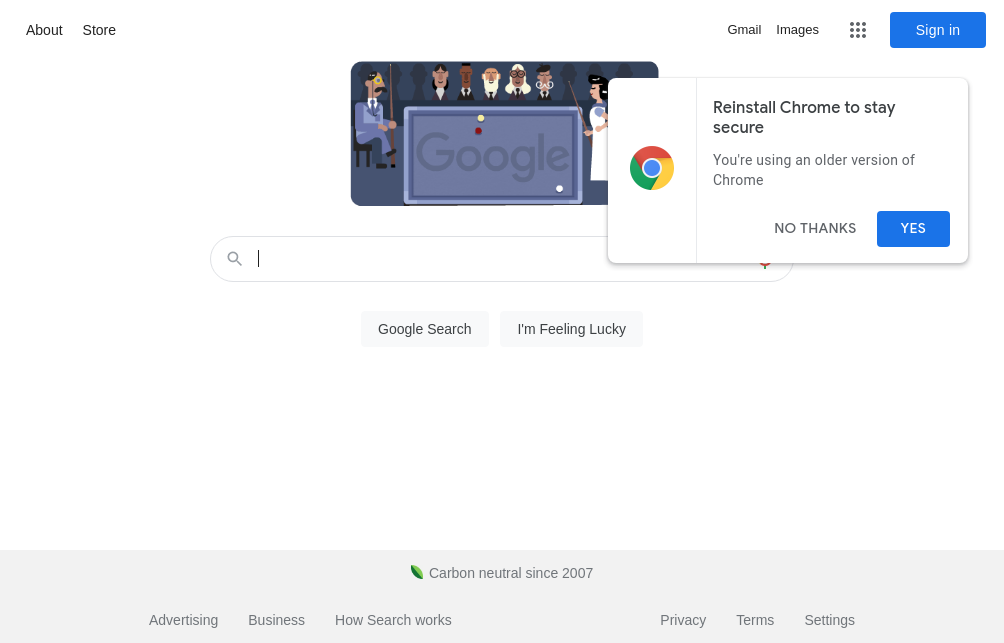 About Store Gmail Images Sign in
Google
Reinstall Chrome to stay
secure
You're using an older version of
Chrome
NO THANKS YES
Google Search I'm Feeling Lucky
Carbon neutral since 2007
Advertising Business How Search works Privacy Terms Settings